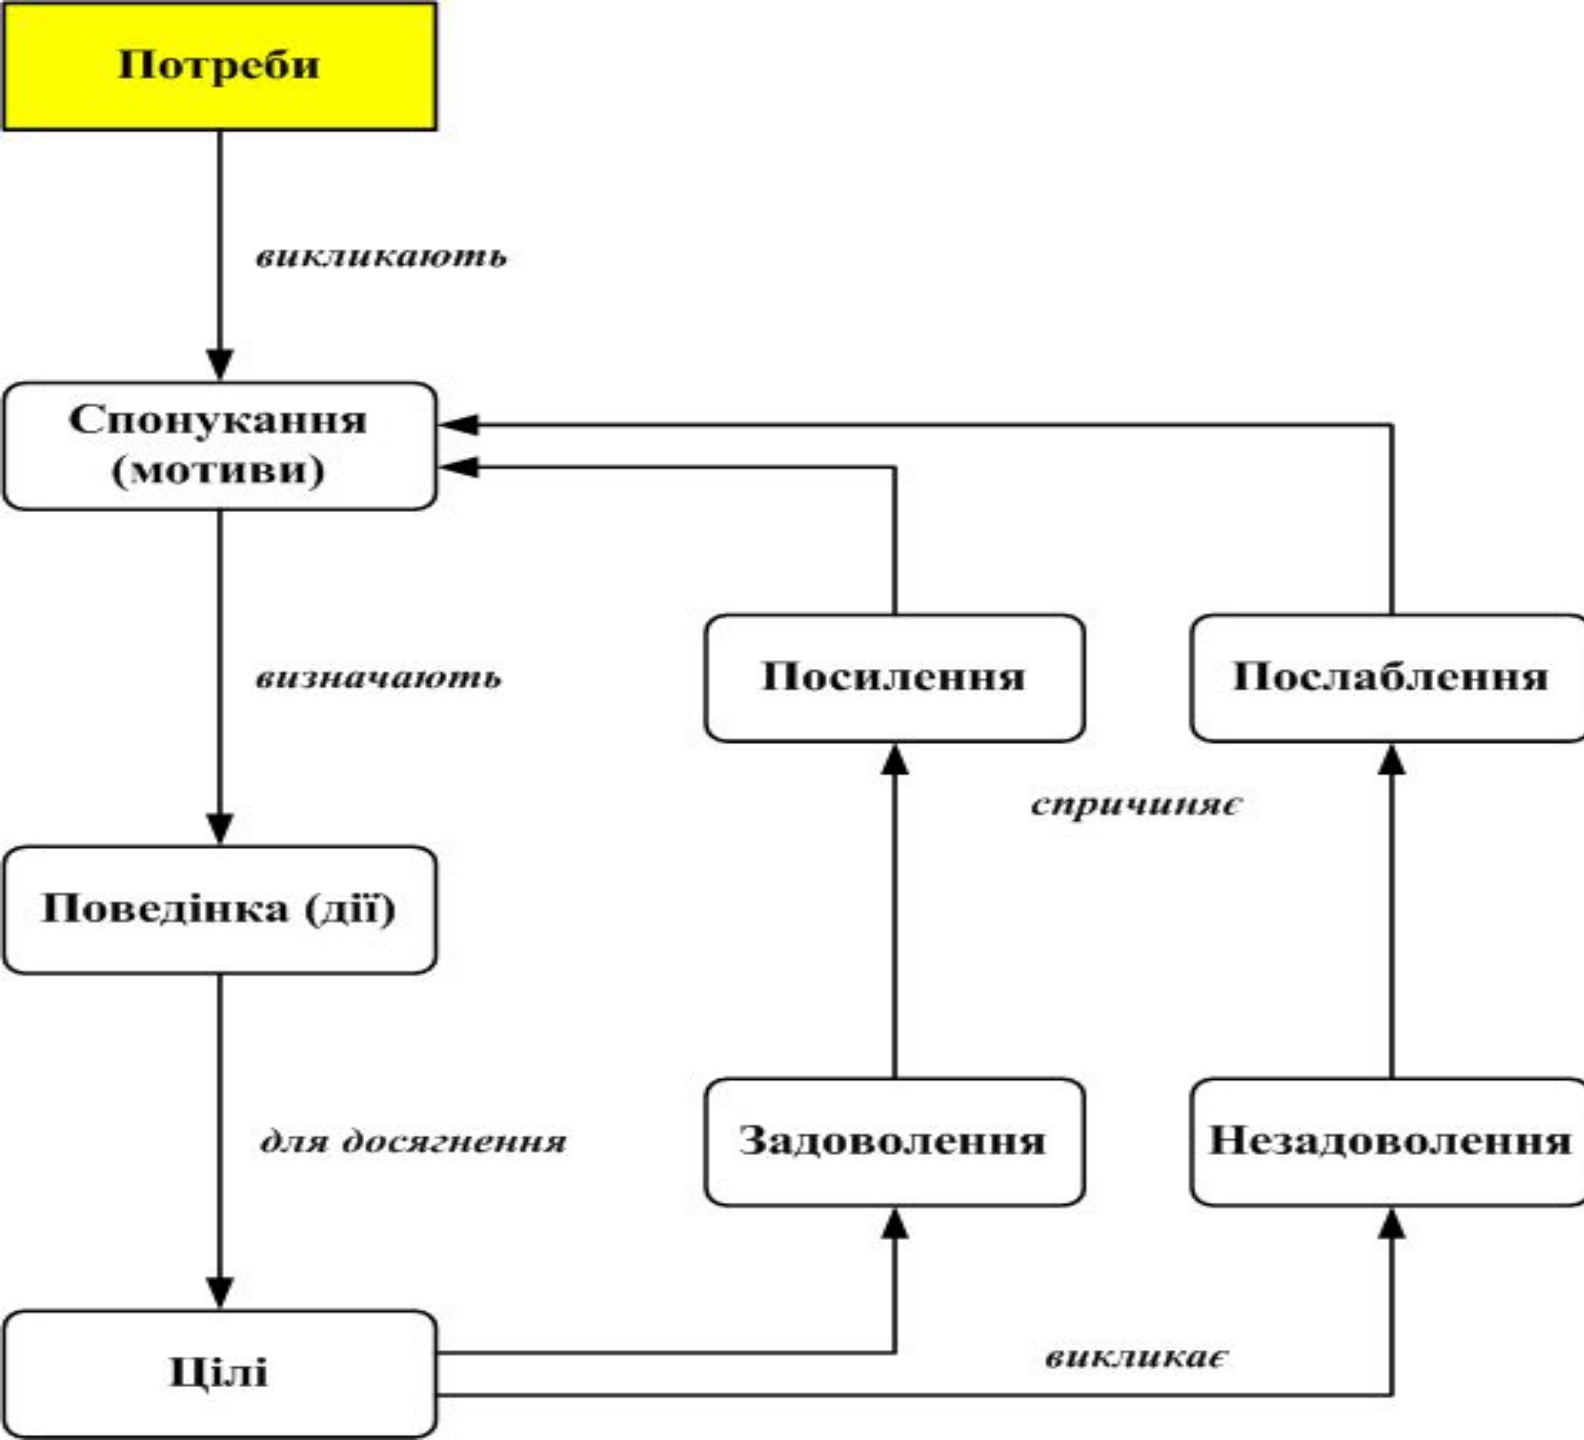 Потреби
викликають
Спонукання
(мотиви)
визначають
Посилення
Послаблення
спричиняє
Поведінка (дії)
для досягнення
Задоволення
Незадоволення
викликає
Цілі